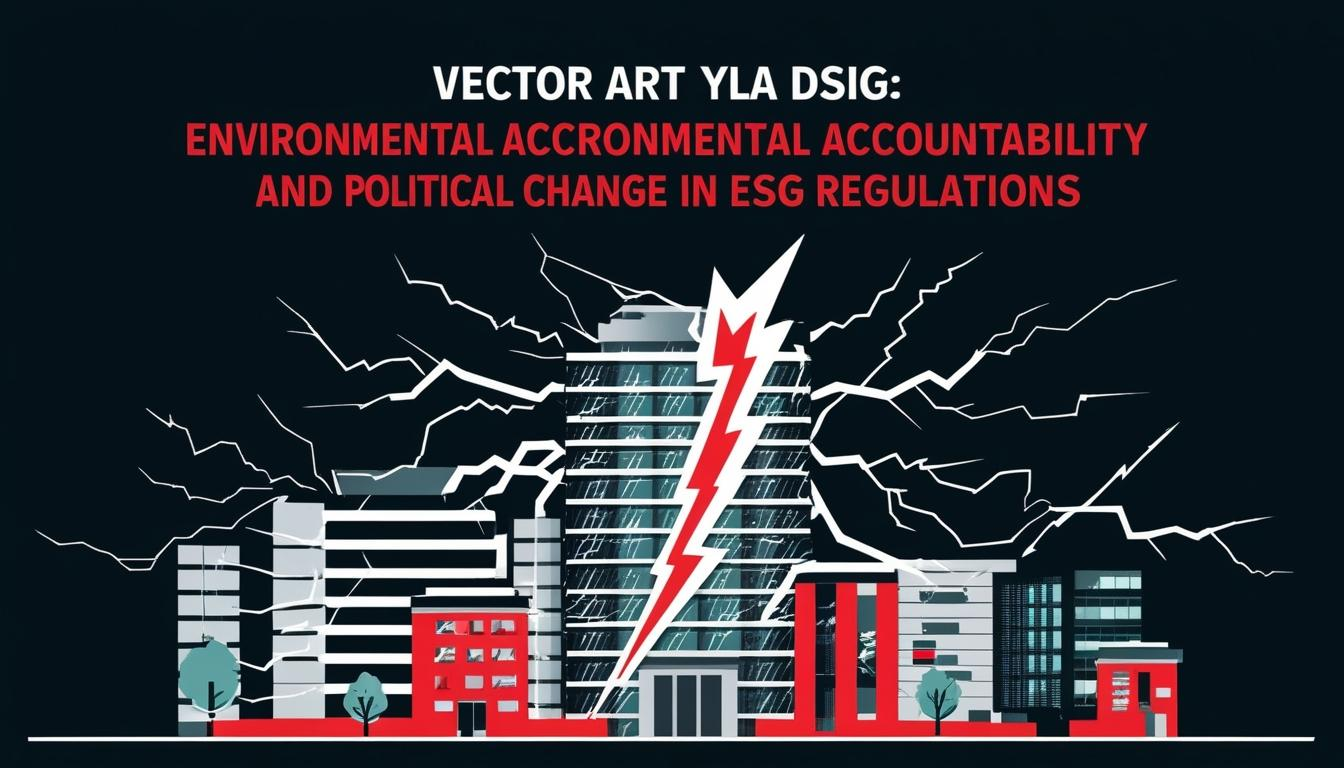 VECTOR ART YLA DSIG:
ENVIRONMENTAL ACCRONMENTAL ACCOUNTABILITY
AND POLITICAL CHANGE IN ESG REGULATIONS